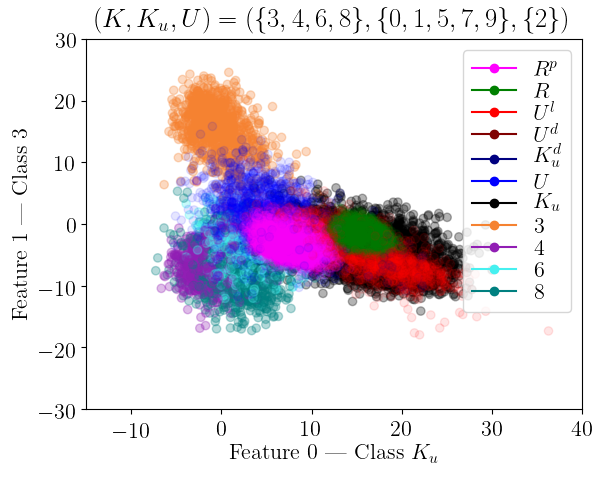 (K, K_u, U) = ({3, 4, 6, 8}, {0, 1, 5, 7, 9}, {2})
30
20
10
0
−10
−20
−30
Feature 1 — Class 3
R^p
R
U^l
U^d
K_u^d
U
K_u
3
4
6
8
−10
0
10
20
30
40
Feature 0 — Class K_u